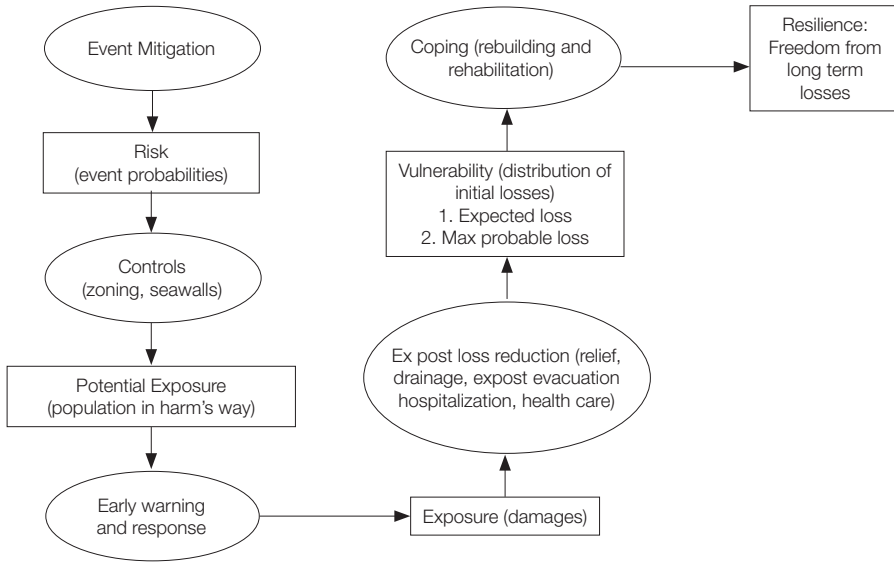 Event Mitigation
Risk
(event probabilities)
Controls
(zoning, seawalls)
Potential Exposure
(population in harm's way)
Early warning
and response
Exposure (damages)
Ex post loss reduction (relief,
drainage, expost evacuation
hospitalization, health care)
Vulnerability (distribution of
initial losses)
1. Expected loss
2. Max probable loss
Coping (rebuilding and
rehabilitation)
Resilience:
Freedom from
long term
losses